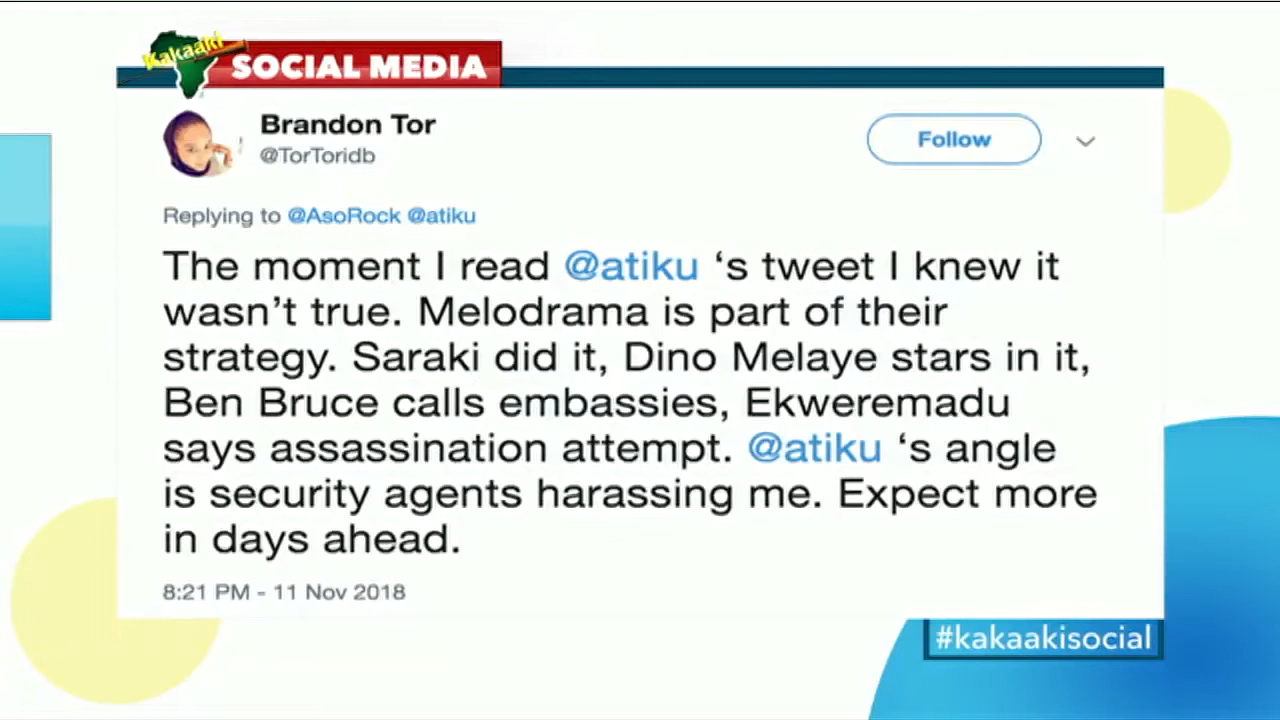 Kakaaki
SOCIAL MEDIA
Brandon Tor
@TorToridb
Follow
Replying to @AsoRock @atiku
The moment I read @atiku ‘s tweet I knew it
wasn’t true. Melodrama is part of their
strategy. Saraki did it, Dino Melaye stars in it,
Ben Bruce calls embassies, Ekweremadu
says assassination attempt. @atiku ‘s angle
is security agents harassing me. Expect more
in days ahead.
8:21 PM - 11 Nov 2018
#kakaakisocial